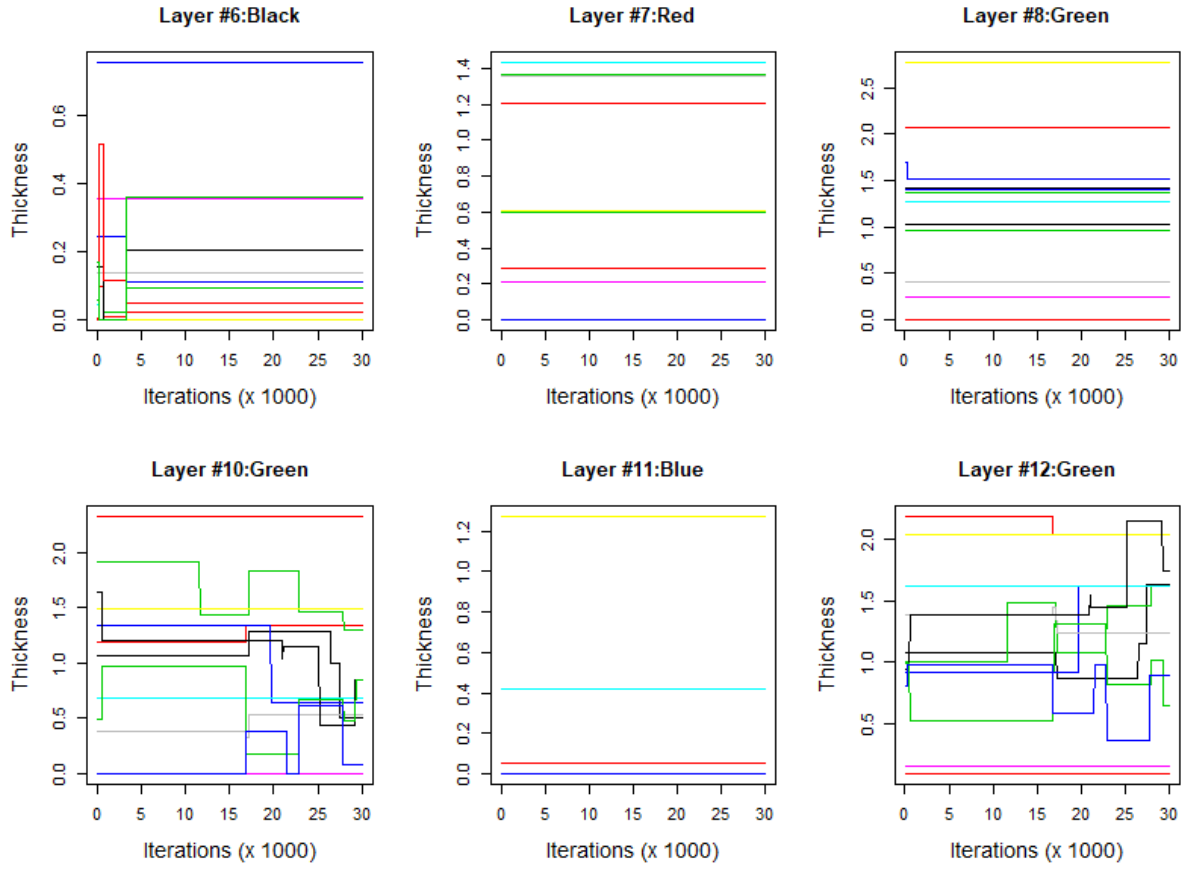 Layer #6:Black
Layer #7:Red
Layer #8:Green
Thickness
0.0 0.2 0.4 0.6
0 5 10 15 20 25 30
Iterations (x 1000)
Thickness
0.0 0.2 0.4 0.6 0.8 1.0 1.2 1.4
0 5 10 15 20 25 30
Iterations (x 1000)
Thickness
0.0 0.5 1.0 1.5 2.0 2.5
0 5 10 15 20 25 30
Iterations (x 1000)
Layer #10:Green
Layer #11:Blue
Layer #12:Green
Thickness
0.0 0.5 1.0 1.5 2.0
0 5 10 15 20 25 30
Iterations (x 1000)
Thickness
0.0 0.2 0.4 0.6 0.8 1.0 1.2
0 5 10 15 20 25 30
Iterations (x 1000)
Thickness
0.5 1.0 1.5 2.0
0 5 10 15 20 25 30
Iterations (x 1000)